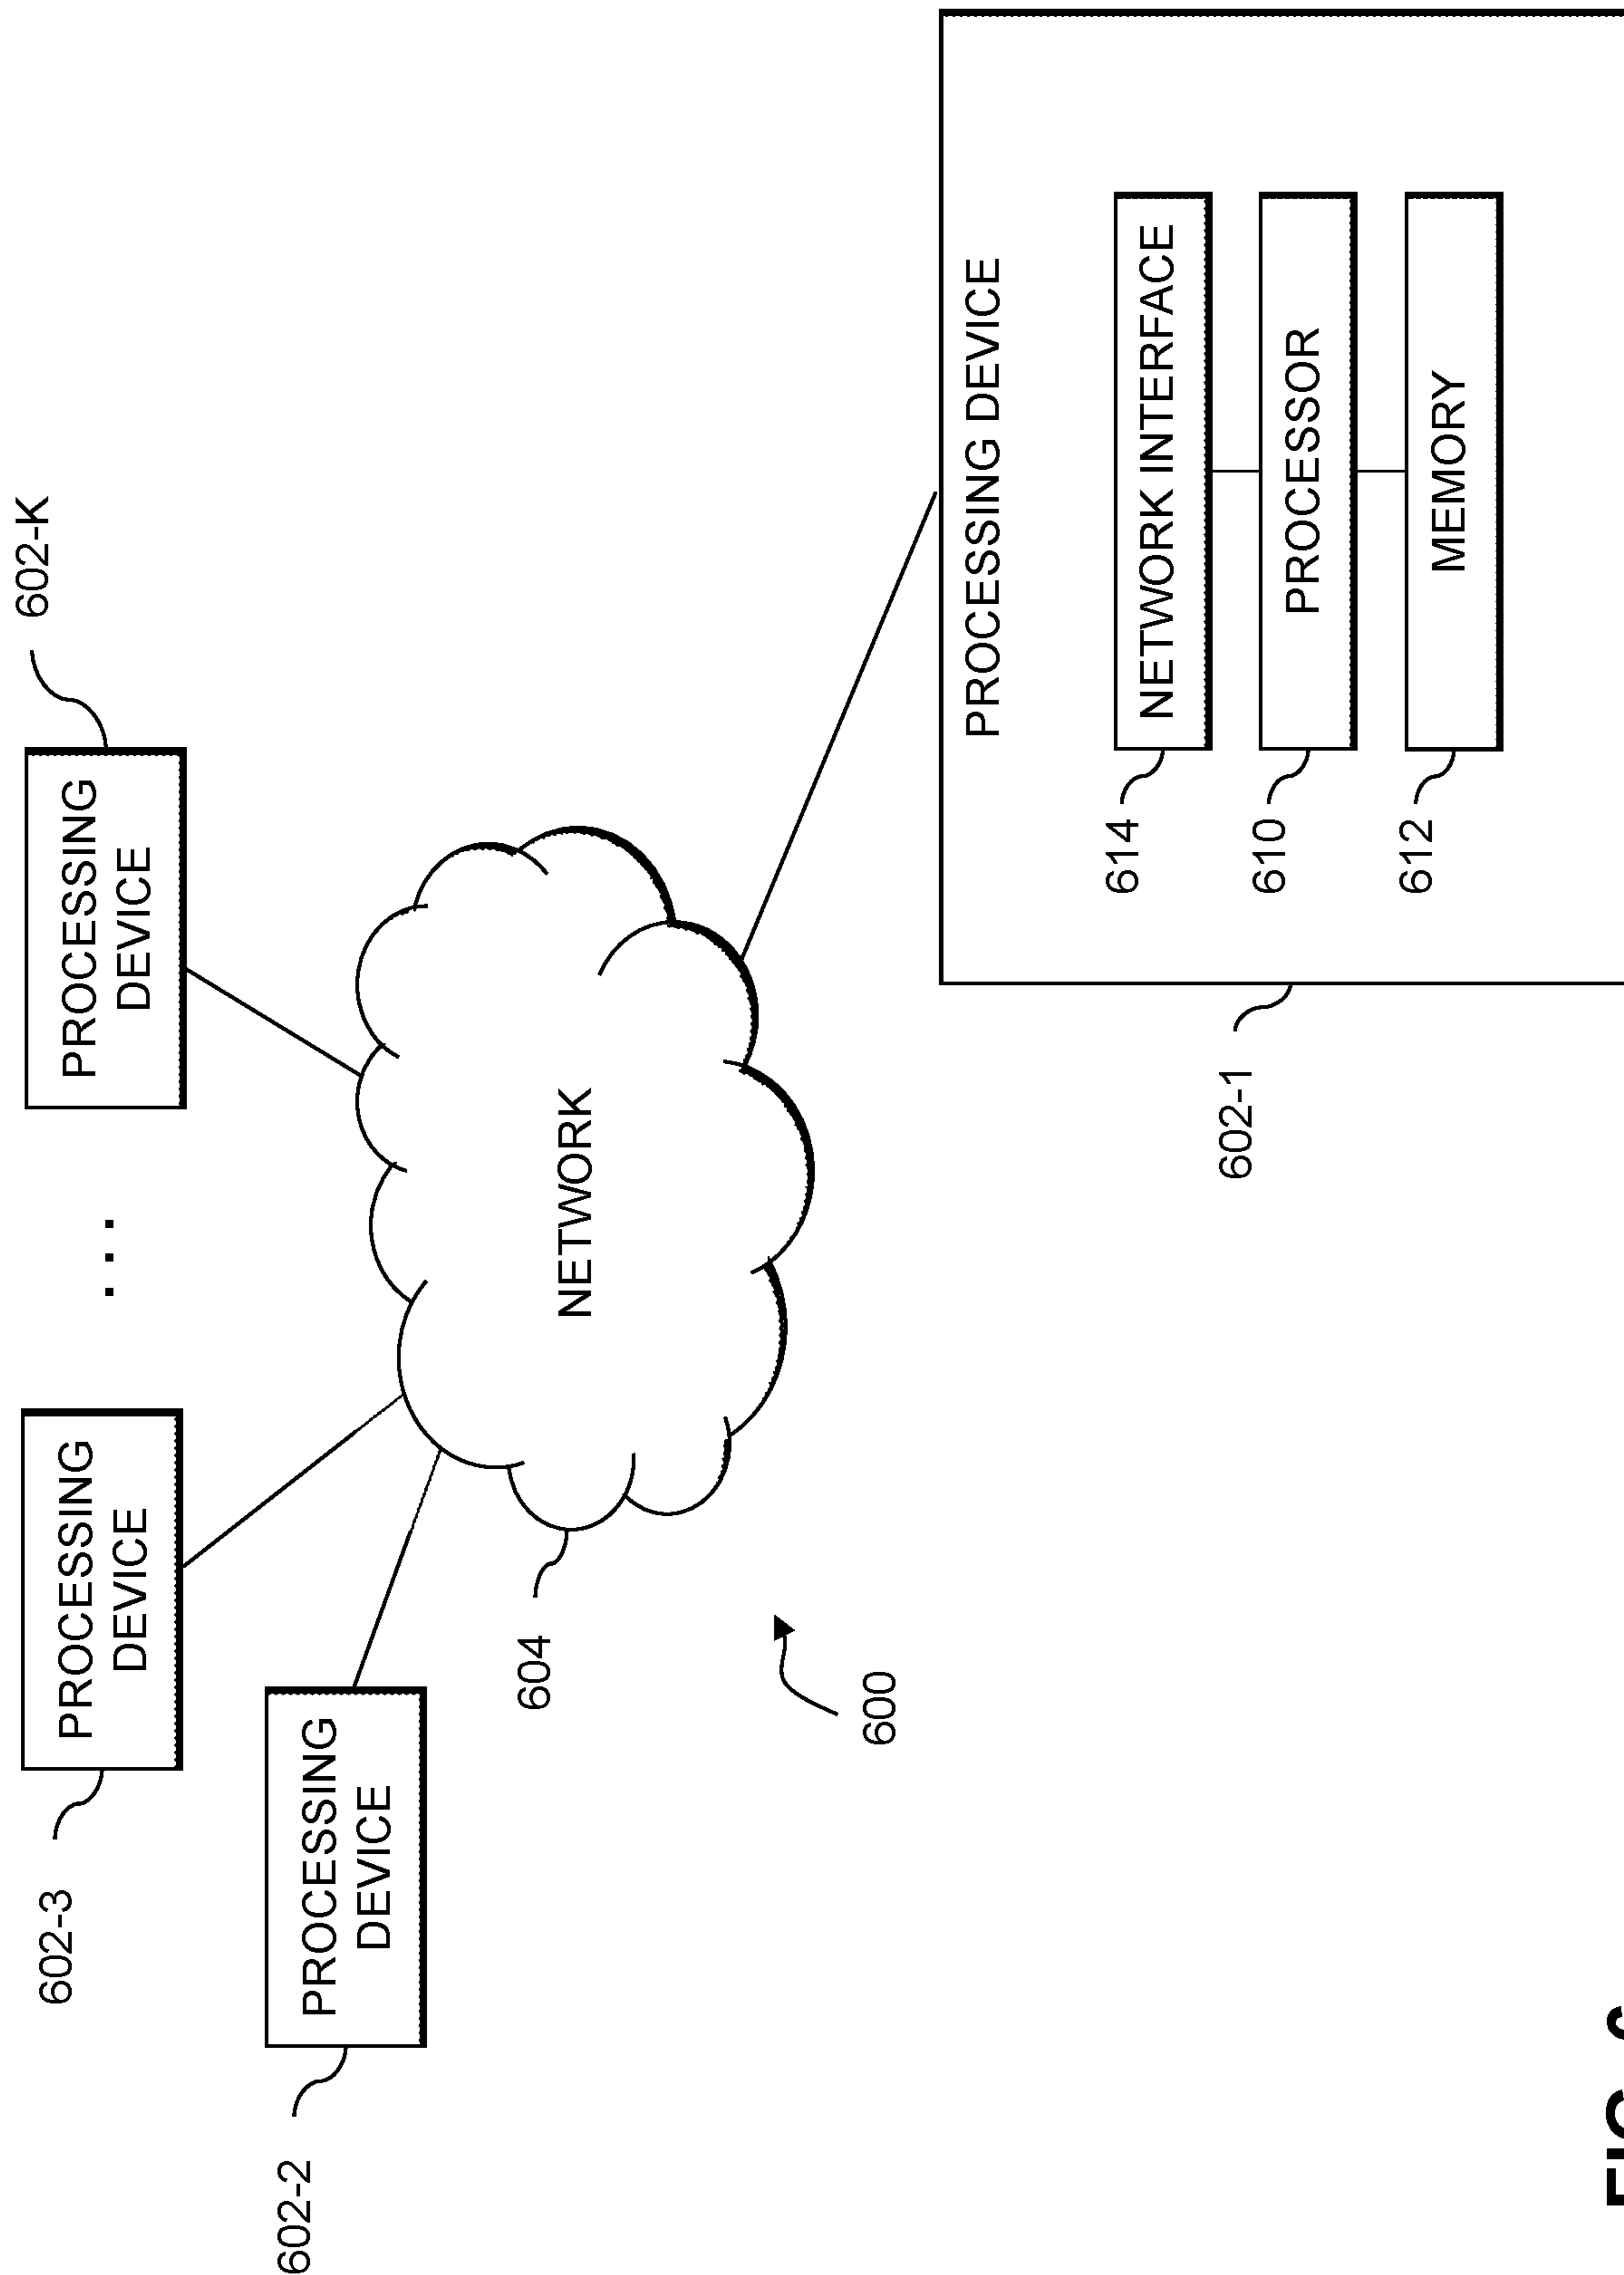 602-3
PROCESSING
DEVICE
. . .
602-K
PROCESSING
DEVICE
602-2
PROCESSING
DEVICE
604
NETWORK
600
PROCESSING DEVICE
602-1
614
NETWORK INTERFACE
610
PROCESSOR
612
MEMORY